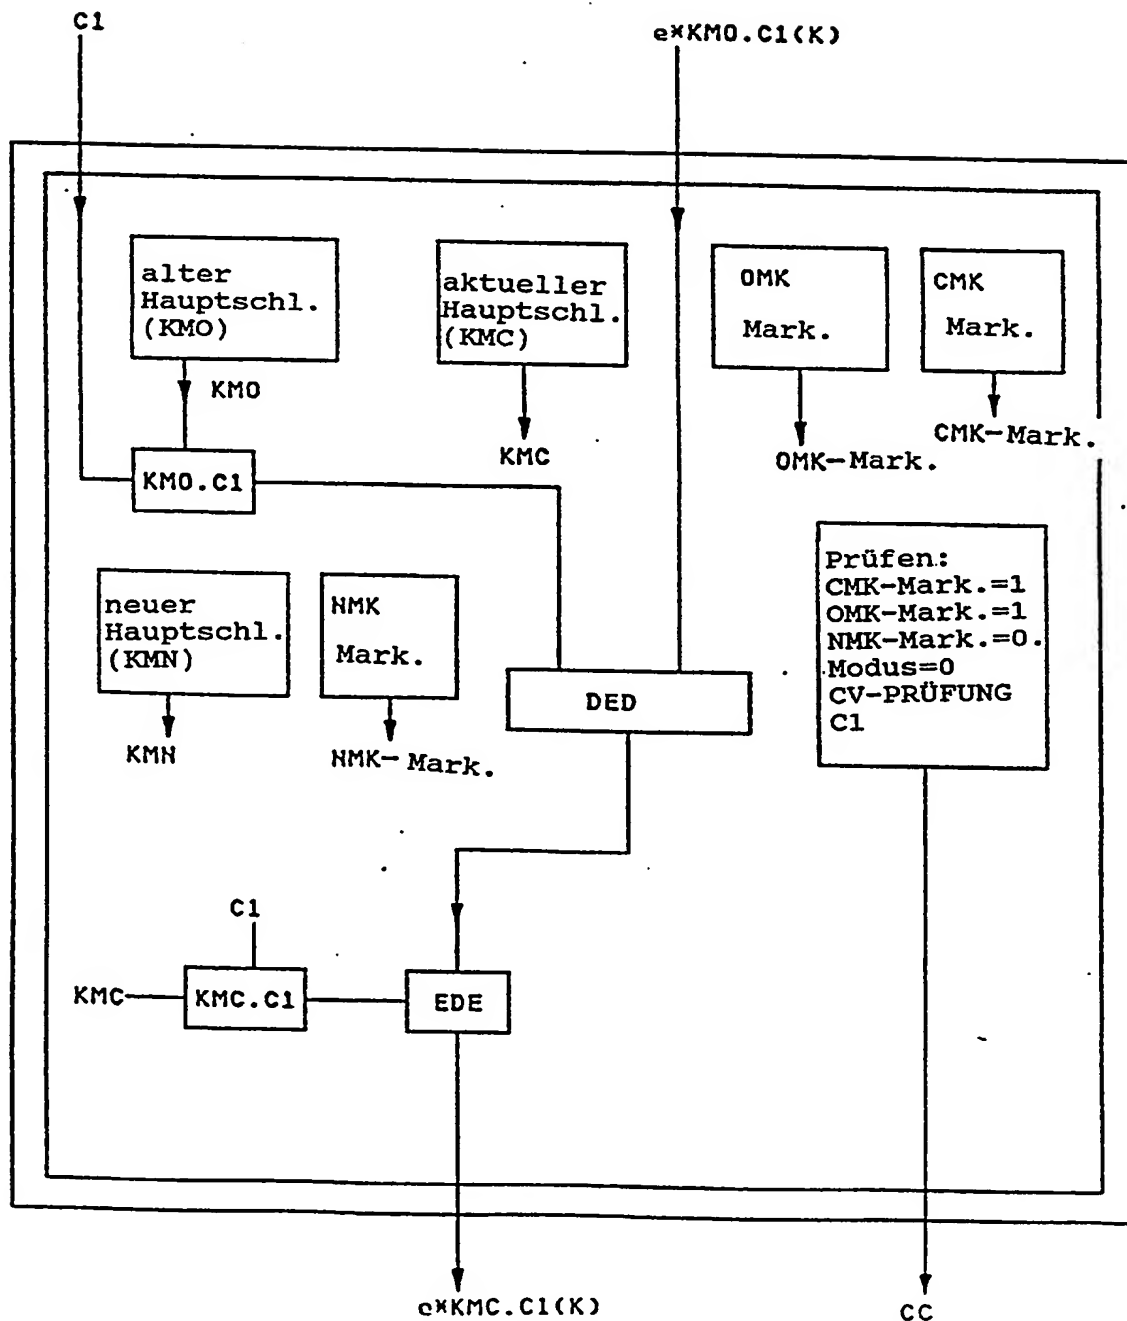 C1
e*KMO.C1(K)
alter
Hauptschl.
(KMO)
aktueller
Hauptschl.
(KMC)
OMK
Mark.
CMK
Mark.
KMO
KMC
OMK-Mark.
CMK-Mark.
KMO.C1
neuer
Hauptschl.
(KMN)
NMK
Mark.
Prüfen:
CMK-Mark.=1
OMK-Mark.=1
NMK-Mark.=0.
Modus=0
CV-PRÜFUNG
C1
DED
KMN
NMK-Mark.
C1
KMC
KMC.C1
EDE
e*KMC.C1(K)
CC